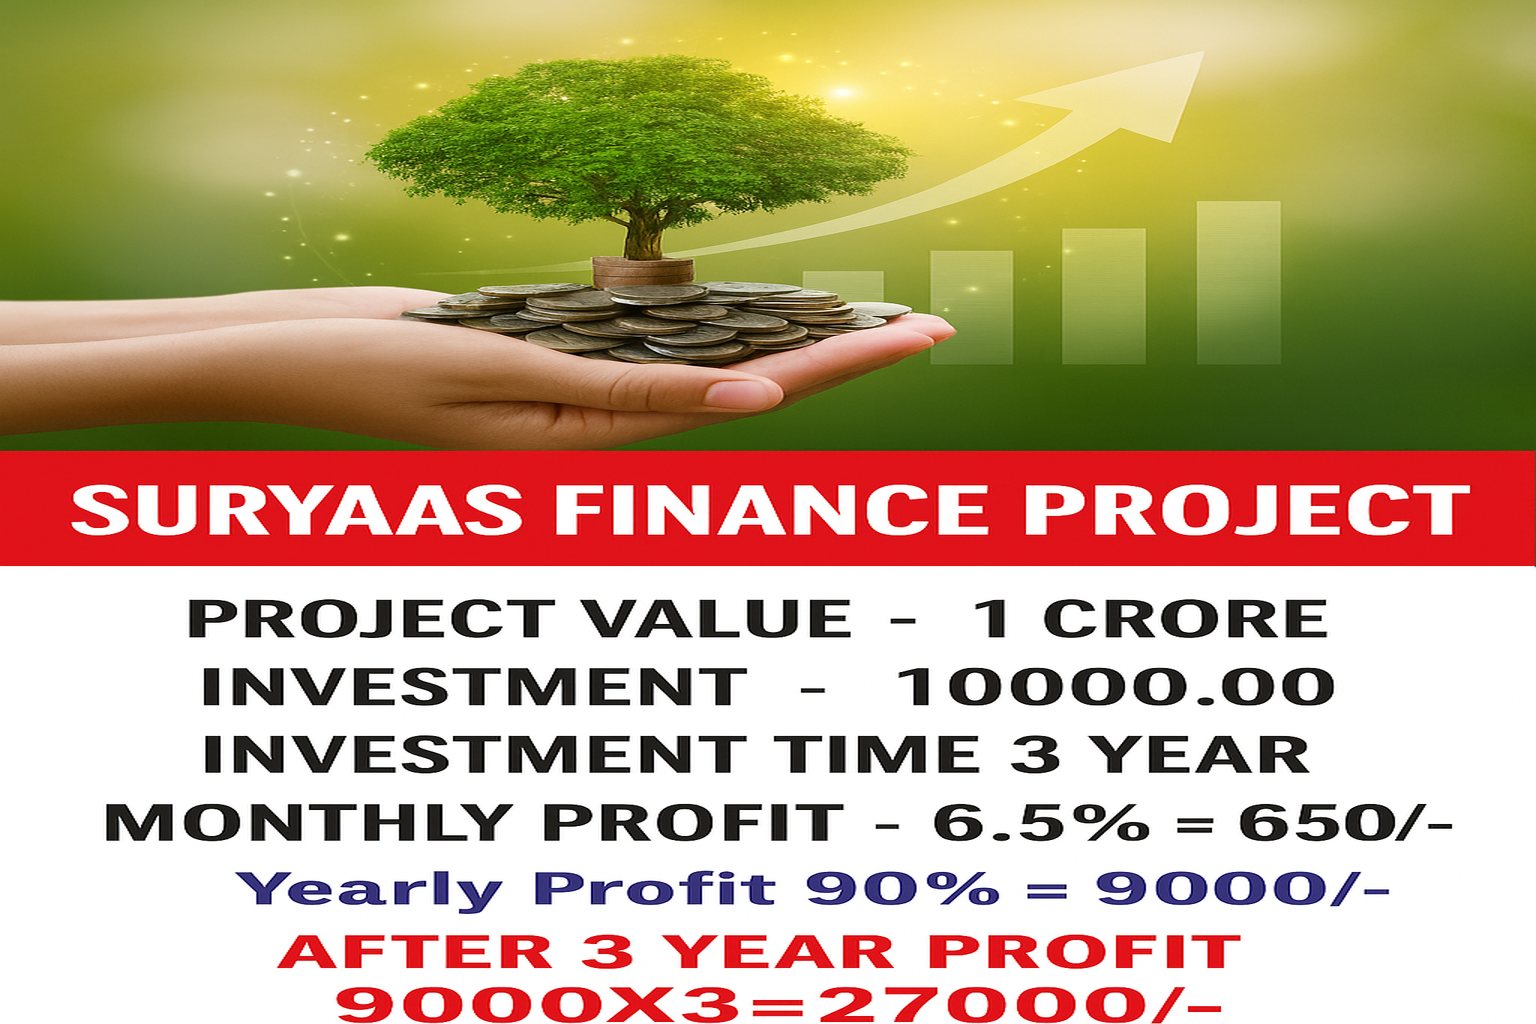 SURYAAS FINANCE PROJECT
PROJECT VALUE - 1 CRORE
INVESTMENT - 10000.00
INVESTMENT TIME 3 YEAR
MONTHLY PROFIT - 6.5% = 650/-
Yearly Profit 90% = 9000/-
AFTER 3 YEAR PROFIT
9000X3=27000/-